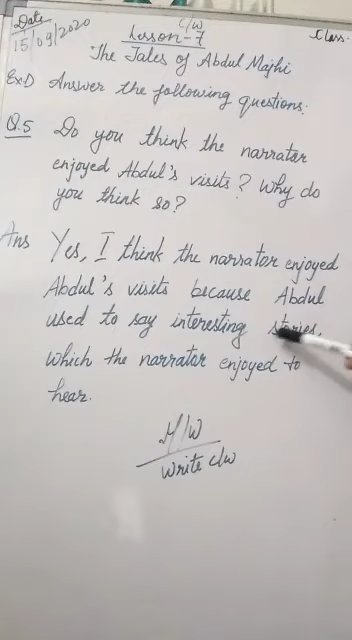 Date
15/09/2020
C/W
Class-
Lesson-7
The Tales of Abdul Majhi
Ex.D Answer the following questions:
Q.5 Do you think the narrator
enjoyed Abdul's visits? Why do
you think so?
Ans Yes, I think the narrator enjoyed
Abdul's visits because Abdul
used to say interesting stories,
which the narrator enjoyed to
hear.
H/W
Write c/w